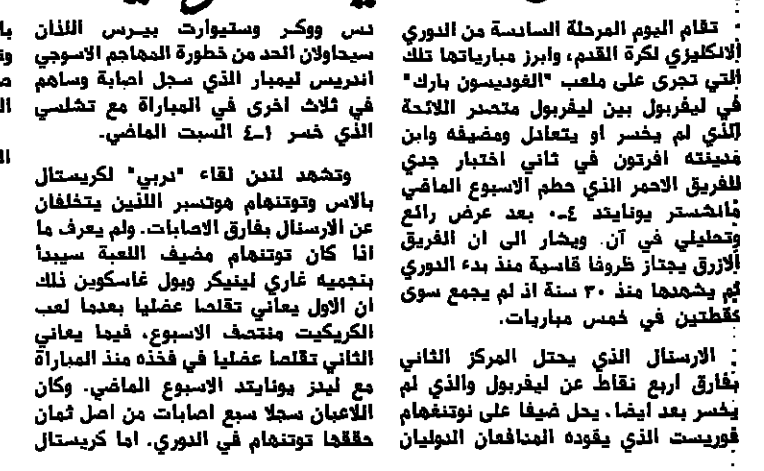 تقام اليوم المرحلة السادسة من الدوري
الانكليزي لكرة القدم، وابرز مبارياتها تلك
التي تجرى على ملعب "الغوديسون بارك"
في ليفربول بين ليفربول متصدر اللائحة
الذي لم يخسر او يتعادل ومضيفه وابن
مدينته افرتون في ثاني اختبار جدي
للفريق الاحمر الذي حطم الاسبوع الماضي
مانشستر يونايتد ٤-٠ بعد عرض رائع
وتحليلي في آن. ويشار الى ان الفريق
الازرق يجتاز ظروفا قاسية منذ بدء الدوري
لم يشهدها منذ ٣٠ سنة اذ لم يجمع سوى
نقطتين في خمس مباريات.
الارسنال الذي يحتل المركز الثاني
بفارق اربع نقاط عن ليفربول والذي لم
يخسر بعد ايضا، يحل ضيفا على نوتنغهام
فوريست الذي يقوده المدافعان الدوليان
دس ووكر وستيوارت بيرس اللذان
سيحاولان الحد من خطورة المهاجم الاسوجي
اندريس ليمبار الذي سجل اصابة وساهم
في ثلاث اخرى في المباراة مع تشلسي
الذي خسر ١-٤ السبت الماضي.
وتشهد لندن لقاء "دربي" لكريستال
بالاس وتوتنهام هوتسبر اللذين يتخلفان
عن الارسنال بفارق الاصابات. ولم يعرف ما
اذا كان توتنهام مضيف اللعبة سيبدأ
بنجميه غاري لينيكر وبول غاسكوين ذلك
ان الاول يعاني تقلصا عضليا بعدما لعب
الكريكيت منتصف الاسبوع، فيما يعاني
الثاني تقلصا عضليا في فخذه منذ المباراة
مع ليدز يونايتد الاسبوع الماضي. وكان
اللاعبان سجلا سبع اصابات من اصل ثمان
حققها توتنهام في الدوري. اما كريستال